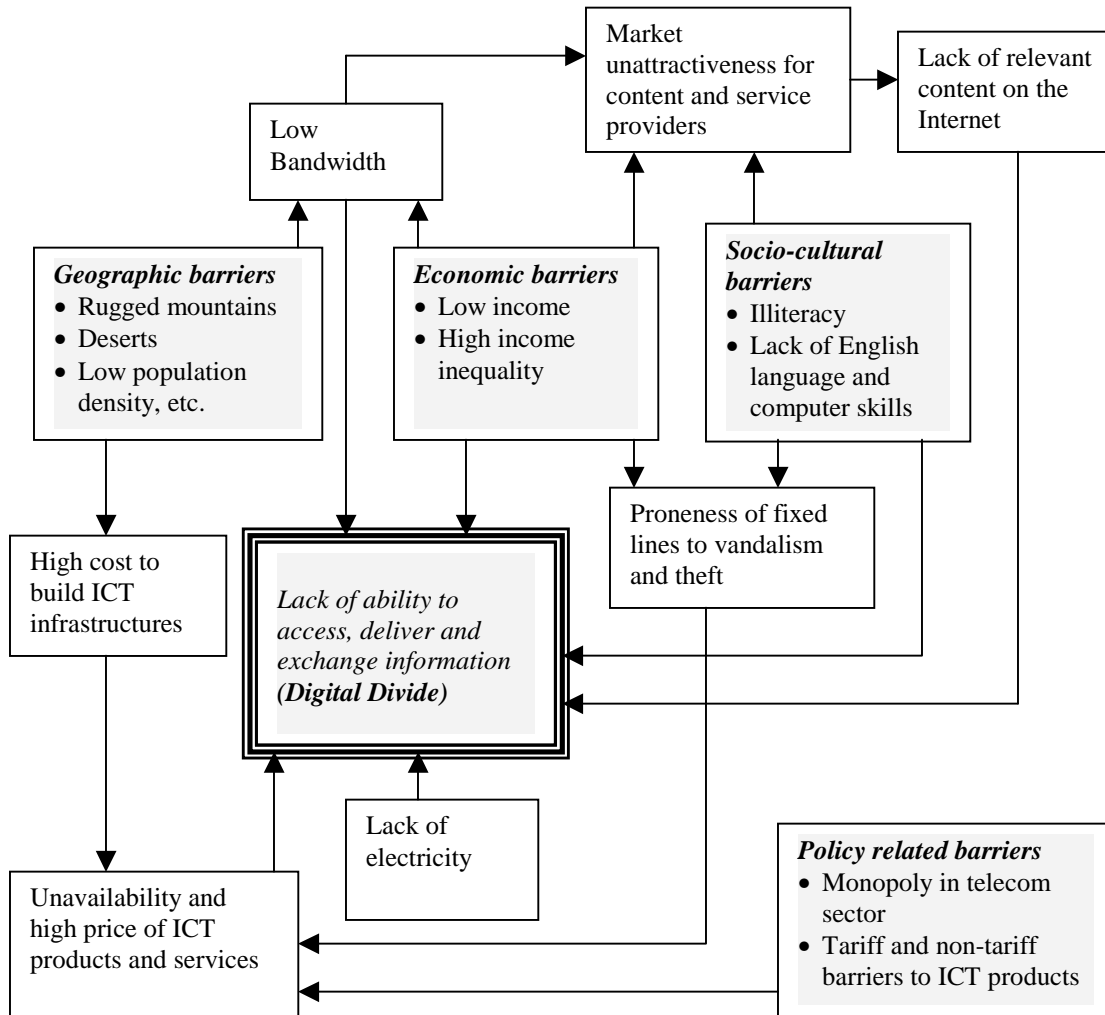 Market
unattractiveness for
content and service
providers
Lack of relevant
content on the
Internet
Low
Bandwidth
Geographic barriers
• Rugged mountains
• Deserts
• Low population
density, etc.
Economic barriers
• Low income
• High income
inequality
Socio-cultural
barriers
• Illiteracy
• Lack of English
language and
computer skills
High cost to
build ICT
infrastructures
Lack of ability to
access, deliver and
exchange information
(Digital Divide)
Proneness of fixed
lines to vandalism
and theft
Lack of
electricity
Unavailability and
high price of ICT
products and services
Policy related barriers
• Monopoly in telecom
sector
• Tariff and non-tariff
barriers to ICT products